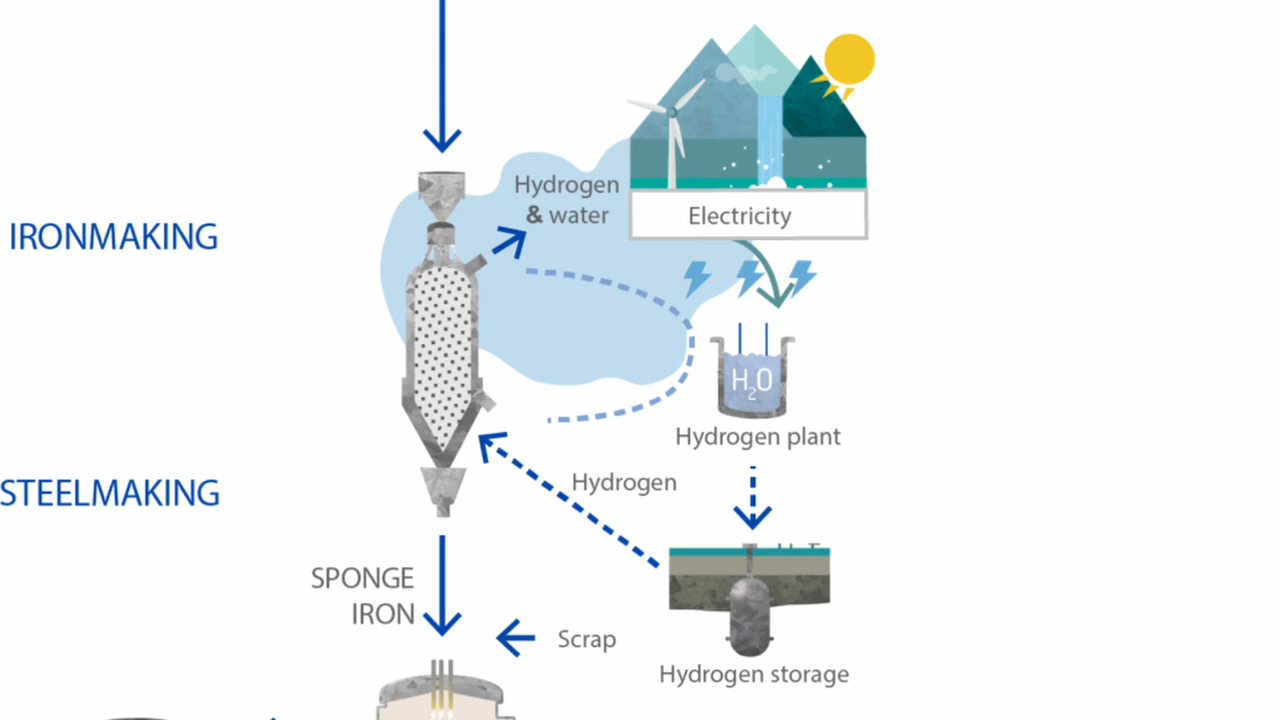 Hydrogen
& water
Electricity
IRONMAKING
H2O
Hydrogen plant
Hydrogen
STEELMAKING
SPONGE
IRON
Scrap
Hydrogen storage